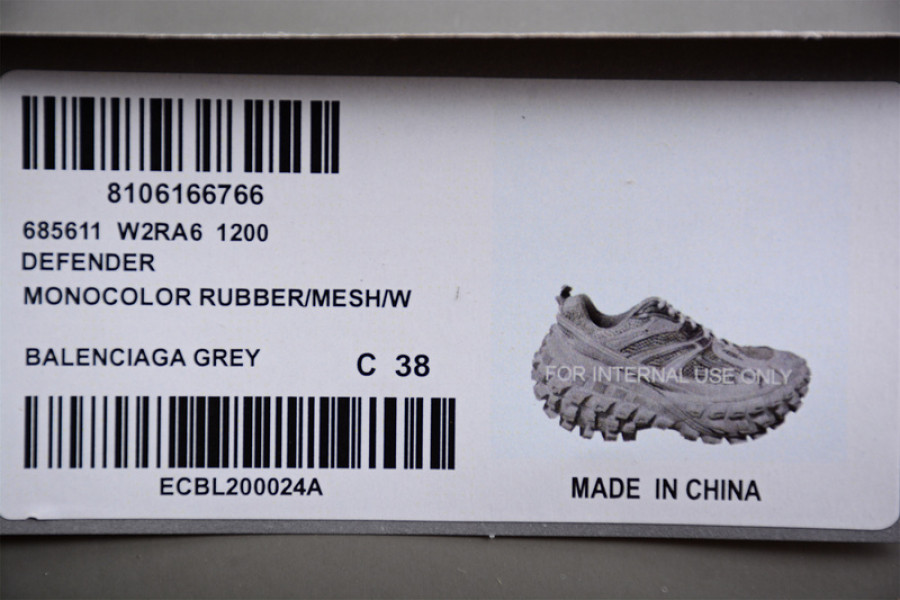 8106166766
685611 W2RA6 1200
DEFENDER
MONOCOLOR RUBBER/MESH/W
BALENCIAGA GREY C 38
ECBL200024A
FOR INTERNAL USE ONLY
MADE IN CHINA